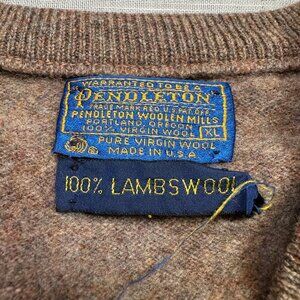 WARRANTED TO BE A
PENDLETON
TRADE MARK REG. U.S. PAT. OFF.
PENDLETON WOOLEN MILLS
PORTLAND, OREGON
100% VIRGIN WOOL XL
PURE VIRGIN WOOL
MADE IN U.S.A.
100% LAMBSWOOL